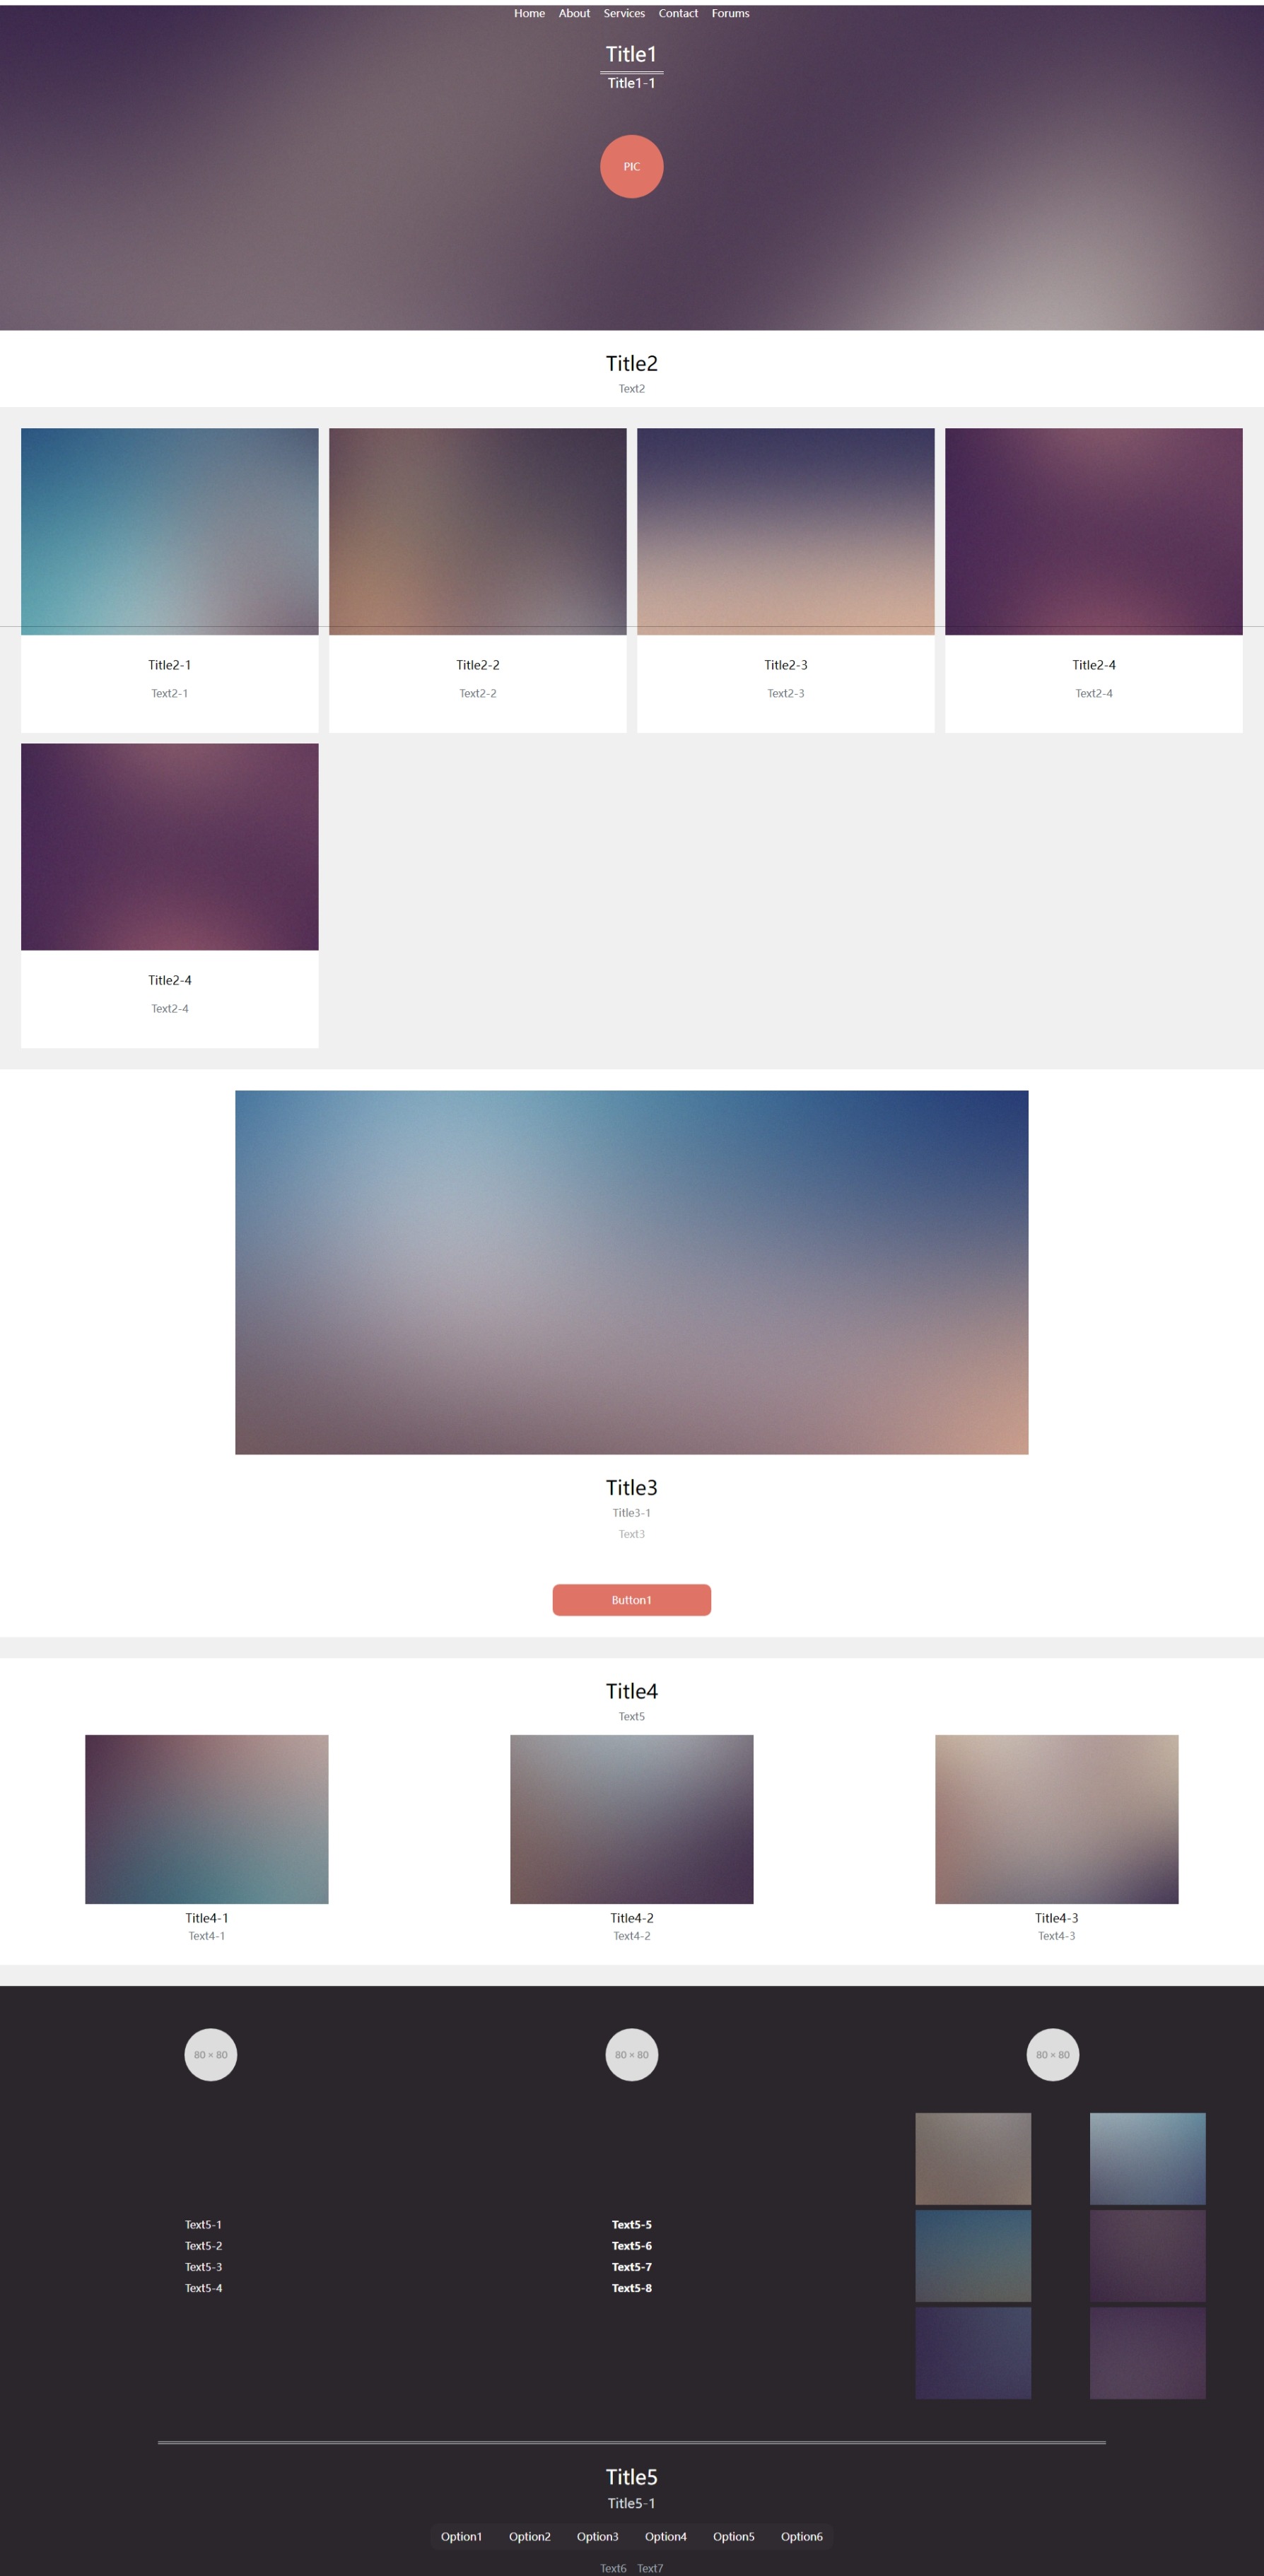 Home About Services Contact Forums
Title1
Title1-1
PIC
Title2
Text2
Title2-1 Title2-2 Title2-3 Title2-4
Text2-1 Text2-2 Text2-3 Text2-4
Title2-4
Text2-4
Title3
Title3-1
Text3
Button1
Title4
Text5
Title4-1 Title4-2 Title4-3
Text4-1 Text4-2 Text4-3
80 × 80 80 × 80 80 × 80
Text5-1 Text5-5
Text5-2 Text5-6
Text5-3 Text5-7
Text5-4 Text5-8
Title5
Title5-1
Option1 Option2 Option3 Option4 Option5 Option6
Text6 Text7